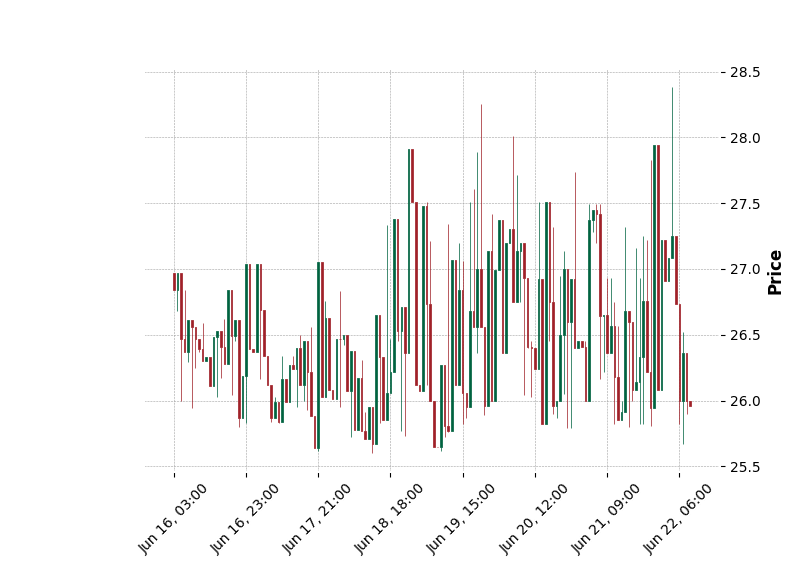 28.5
28.0
27.5
27.0
26.5
26.0
25.5
Price
Jun 16, 03:00
Jun 16, 23:00
Jun 17, 21:00
Jun 18, 18:00
Jun 19, 15:00
Jun 20, 12:00
Jun 21, 09:00
Jun 22, 06:00